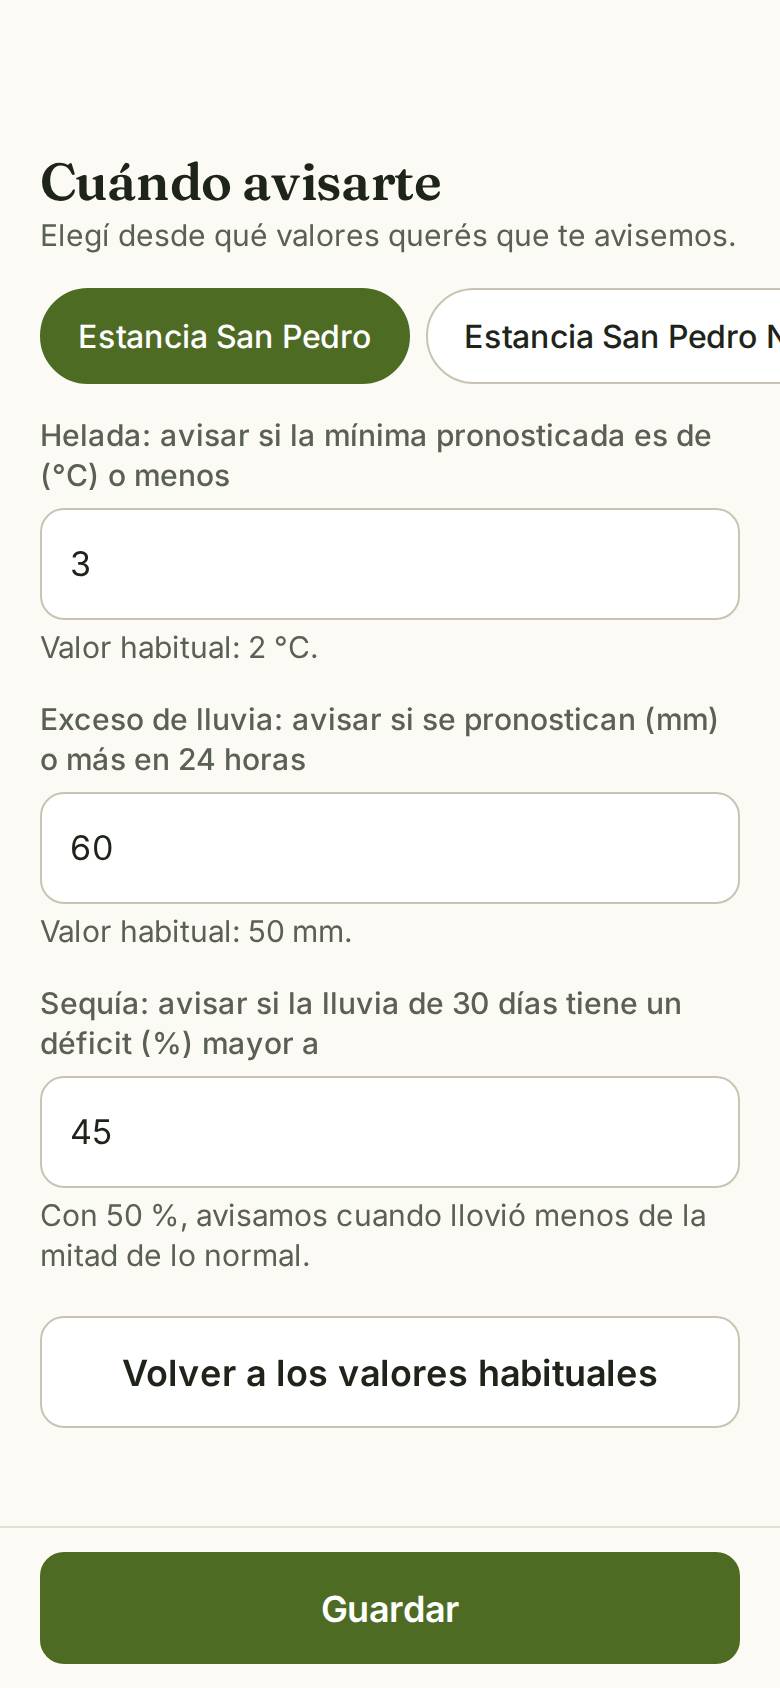 Cuándo avisarte
Elegí desde qué valores querés que te avisemos.
Estancia San Pedro
Estancia San Pedro
Helada: avisar si la mínima pronosticada es de
(°C) o menos
3
Valor habitual: 2 °C.
Exceso de lluvia: avisar si se pronostican (mm)
o más en 24 horas
60
Valor habitual: 50 mm.
Sequía: avisar si la lluvia de 30 días tiene un
déficit (%) mayor a
45
Con 50 %, avisamos cuando llovió menos de la
mitad de lo normal.
Volver a los valores habituales
Guardar